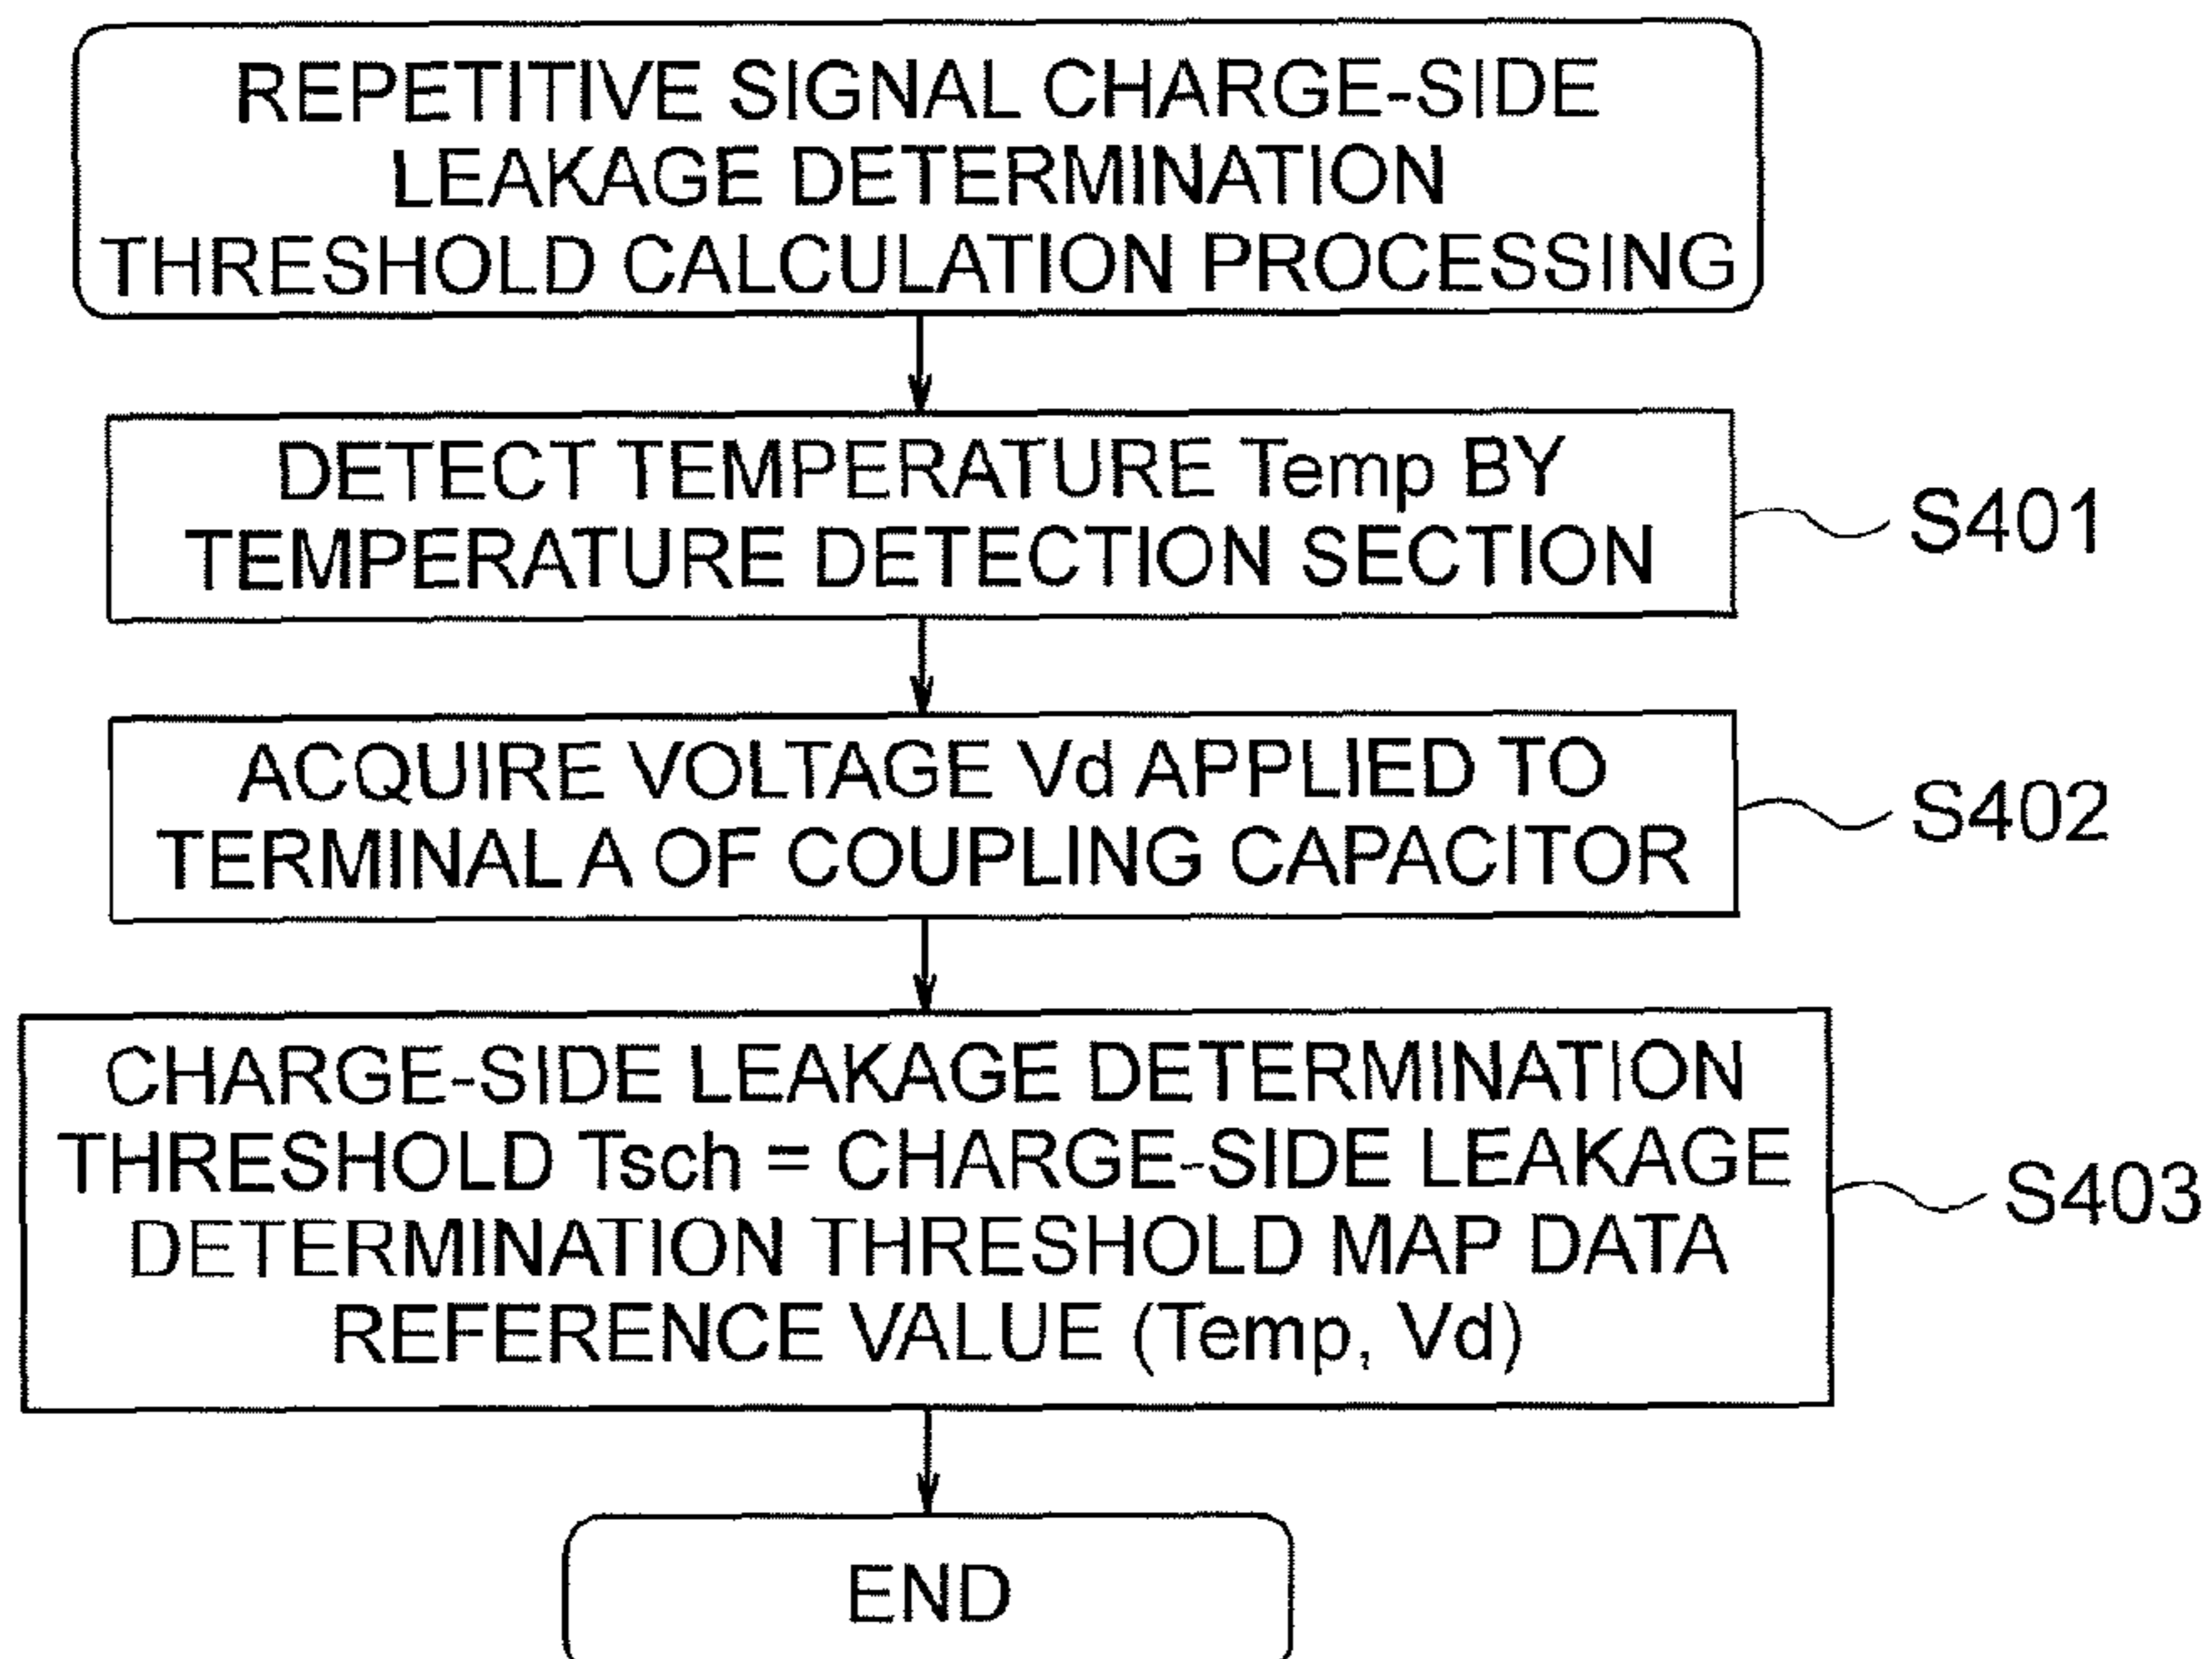 REPETITIVE SIGNAL CHARGE-SIDE
LEAKAGE DETERMINATION
THRESHOLD CALCULATION PROCESSING
DETECT TEMPERATURE Temp BY
TEMPERATURE DETECTION SECTION
S401
ACQUIRE VOLTAGE Vd APPLIED TO
TERMINAL A OF COUPLING CAPACITOR
S402
CHARGE-SIDE LEAKAGE DETERMINATION
THRESHOLD Tsch = CHARGE-SIDE LEAKAGE
DETERMINATION THRESHOLD MAP DATA
REFERENCE VALUE (Temp, Vd)
S403
END